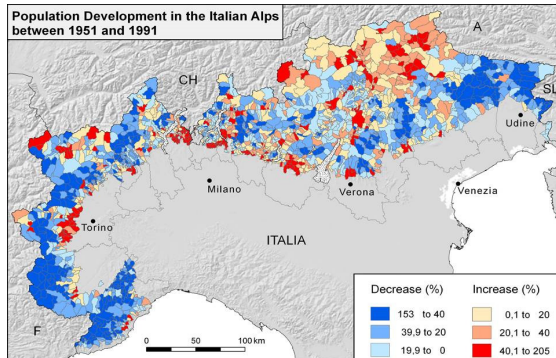 Population Development in the Italian Alps
between 1951 and 1991
A
CH
SL
Udine
Milano
Verona
Venezia
Torino
ITALIA
F
Decrease (%)
Increase (%)
153 to 40
0,1 to 20
39,9 to 20
20,1 to 40
19,9 to 0
40,1 to 205
0
50
100 km